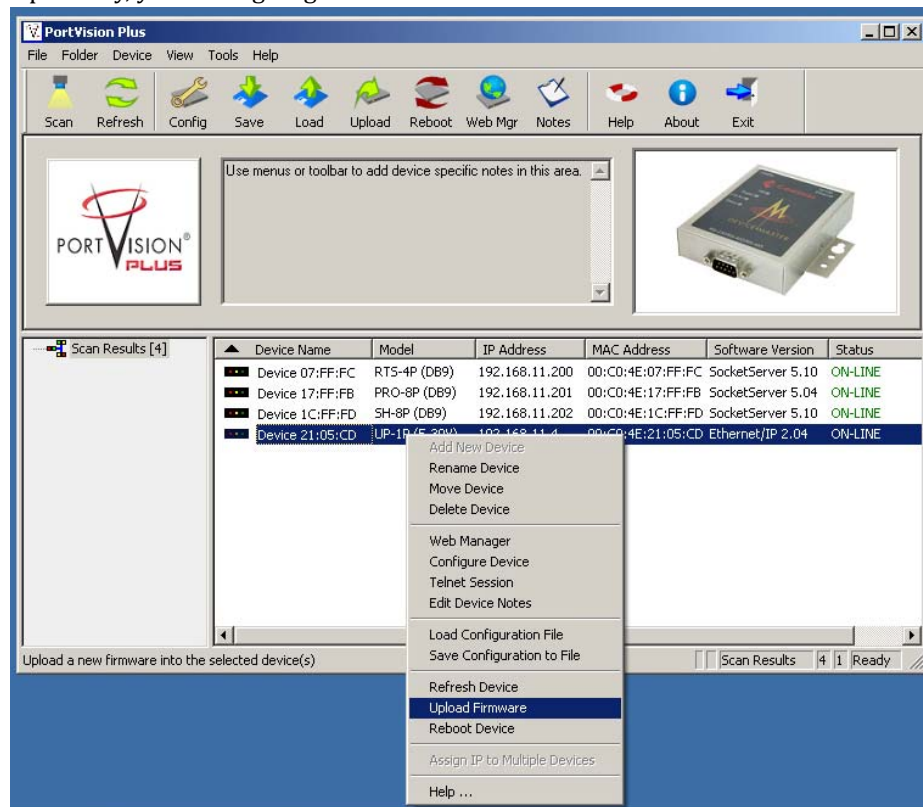 PortVision Plus
File Folder Device View Tools Help
Scan Refresh Config Save Load Upload Reboot Web Mgr Notes Help About Exit
Use menus or toolbar to add device specific notes in this area.
PORTVISION®
PLUS
Scan Results [4]
Device Name Model IP Address MAC Address Software Version Status
Device 07:FF:FC RTS-4P (DB9) 192.168.11.200 00:C0:4E:07:FF:FC SocketServer 5.10 ON-LINE
Device 17:FF:FB PRO-8P (DB9) 192.168.11.201 00:C0:4E:17:FF:FB SocketServer 5.04 ON-LINE
Device 1C:FF:FD SH-8P (DB9) 192.168.11.202 00:C0:4E:1C:FF:FD SocketServer 5.10 ON-LINE
Device 21:05:CD 00:C0:4E:21:05:CD Ethernet/IP 2.04 ON-LINE
Add New Device
Rename Device
Move Device
Delete Device
Web Manager
Configure Device
Telnet Session
Edit Device Notes
Load Configuration File
Save Configuration to File
Refresh Device
Upload Firmware
Reboot Device
Assign IP to Multiple Devices
Help ...
Upload a new firmware into the selected device(s) Scan Results 4 1 Ready